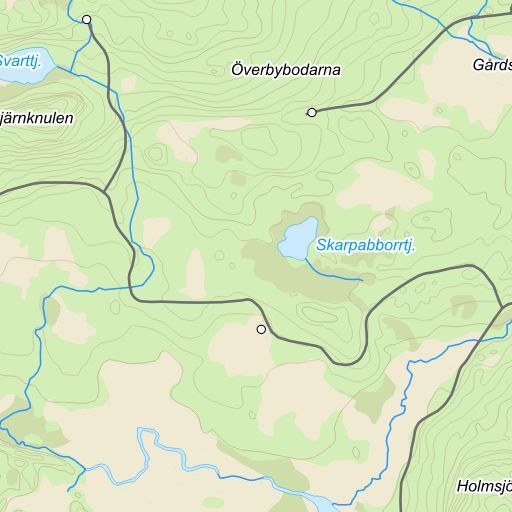 Svarttj.
Överbybodarna
Gårds
järnknulen
Skarpabborrtj.
Holmsjö